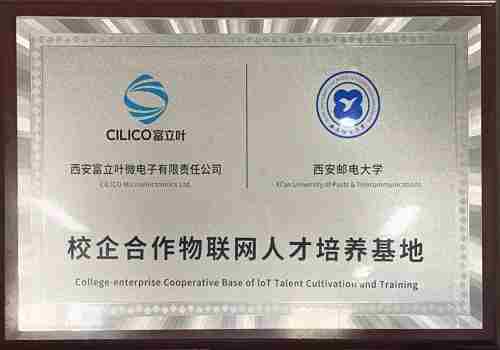 CILICO富立叶
西安富立叶微电子有限责任公司
CILICO Microelectronics Ltd.
西安邮电大学
Xi'an University of Posts & Telecommunications
校企合作物联网人才培养基地
College-enterprise Cooperative Base of IoT Talent Cultivation and Training